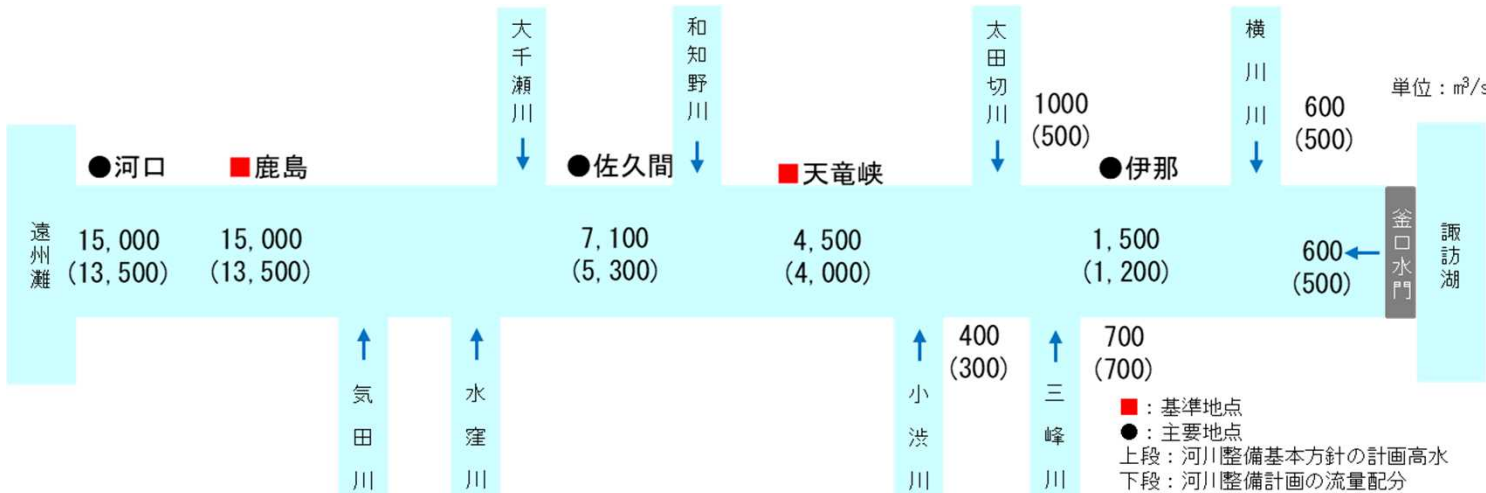 大千瀬川
和知野川
太田切川
1000
(500)
横川川
600
(500)
単位：m³/s
●河口
■鹿島
●佐久間
■天竜峡
●伊那
遠州灘
15,000
(13,500)
15,000
(13,500)
7,100
(5,300)
4,500
(4,000)
1,500
(1,200)
600
(500)
釜口水門
諏訪湖
気田川
水窪川
小渋川
400
(300)
三峰川
700
(700)
■：基準地点
●：主要地点
上段：河川整備基本方針の計画高水
下段：河川整備計画の流量配分